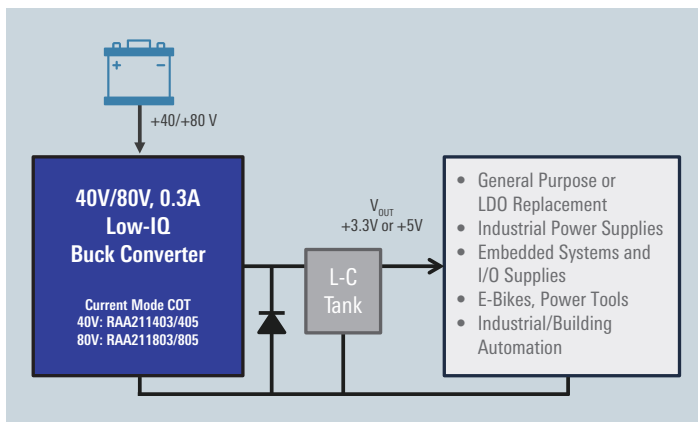 + −
+40/+80 V
40V/80V, 0.3A
Low-IQ
Buck Converter
Current Mode COT
40V: RAA211403/405
80V: RAA211803/805
VOUT
+3.3V or +5V
L-C
Tank
• General Purpose or
LDO Replacement
• Industrial Power Supplies
• Embedded Systems and
I/O Supplies
• E-Bikes, Power Tools
• Industrial/Building
Automation